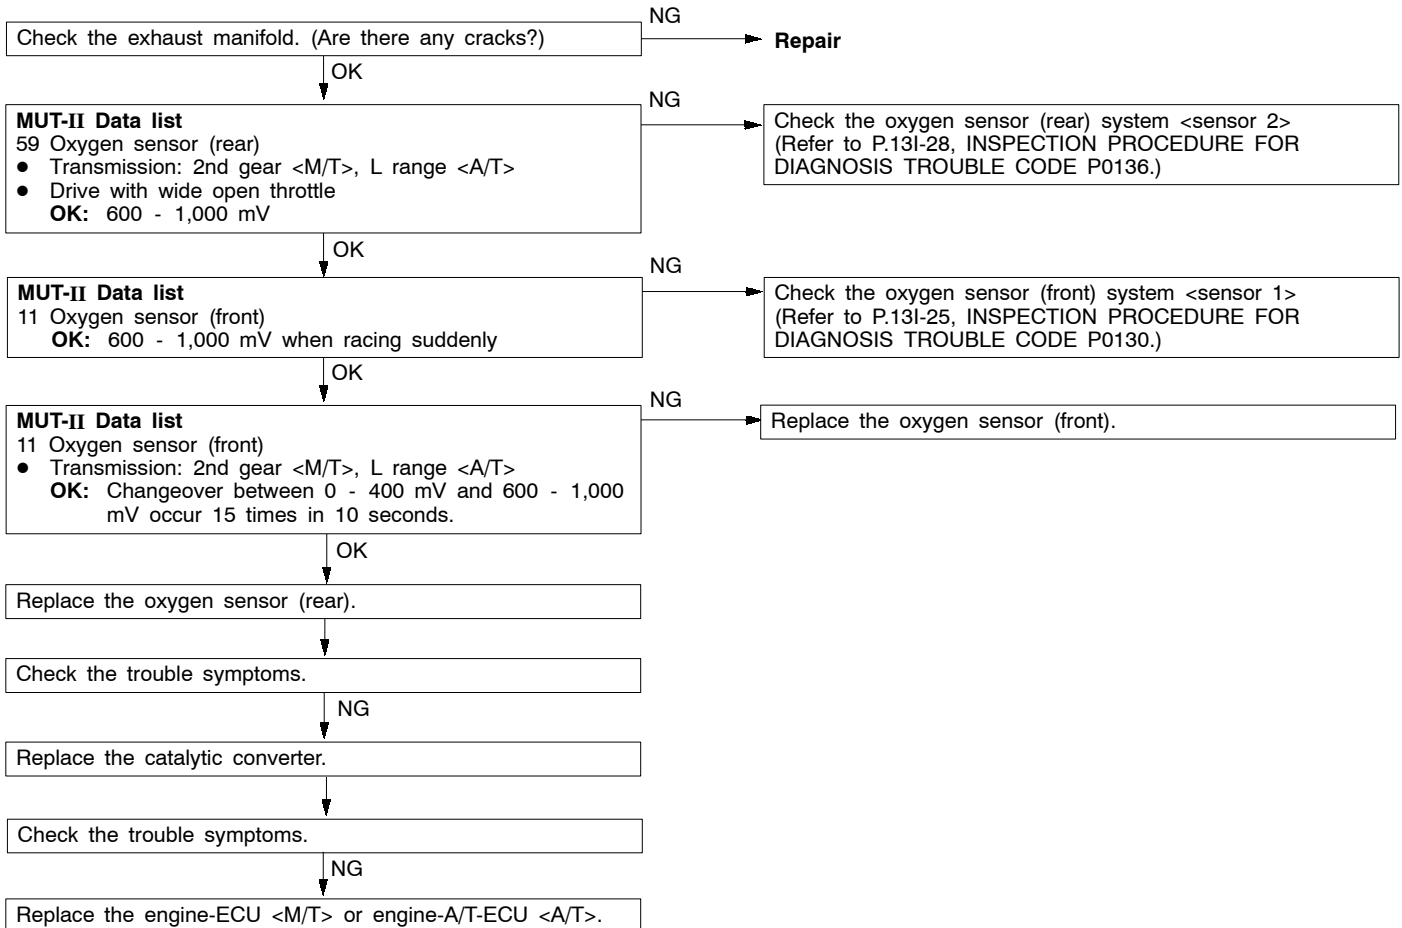 NG
Check the exhaust manifold. (Are there any cracks?)
Repair
OK
MUT-II Data list
59 Oxygen sensor (rear)
● Transmission: 2nd gear <M/T>, L range <A/T>
● Drive with wide open throttle
OK: 600 - 1,000 mV
NG
Check the oxygen sensor (rear) system <sensor 2>
(Refer to P.13I-28, INSPECTION PROCEDURE FOR
DIAGNOSIS TROUBLE CODE P0136.)
OK
MUT-II Data list
11 Oxygen sensor (front)
OK: 600 - 1,000 mV when racing suddenly
NG
Check the oxygen sensor (front) system <sensor 1>
(Refer to P.13I-25, INSPECTION PROCEDURE FOR
DIAGNOSIS TROUBLE CODE P0130.)
OK
MUT-II Data list
11 Oxygen sensor (front)
● Transmission: 2nd gear <M/T>, L range <A/T>
OK: Changeover between 0 - 400 mV and 600 - 1,000
mV occur 15 times in 10 seconds.
NG
Replace the oxygen sensor (front).
OK
Replace the oxygen sensor (rear).
Check the trouble symptoms.
NG
Replace the catalytic converter.
Check the trouble symptoms.
NG
Replace the engine-ECU <M/T> or engine-A/T-ECU <A/T>.